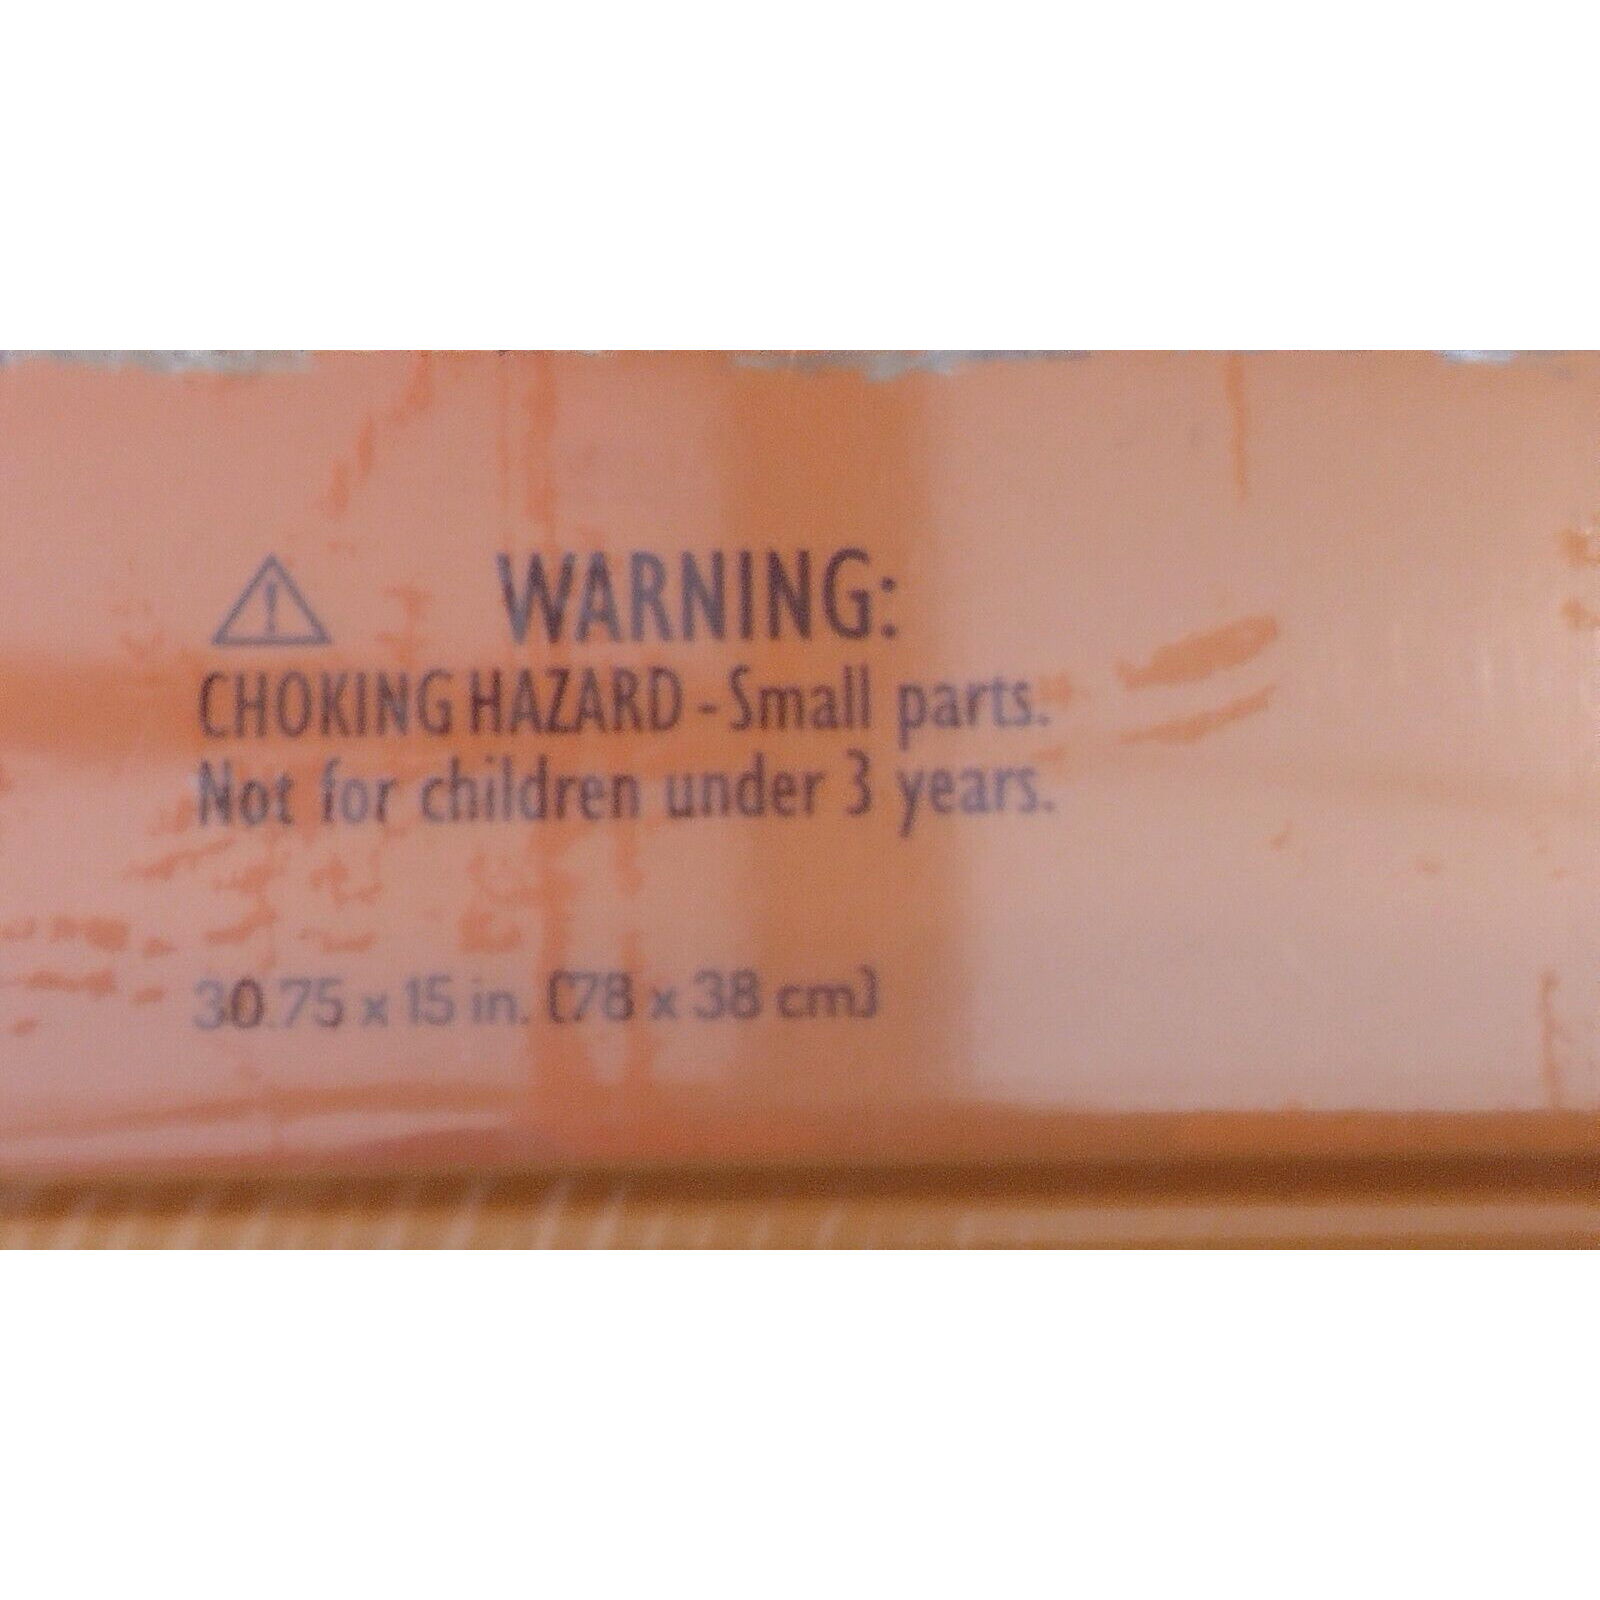 WARNING:
CHOKING HAZARD - Small parts.
Not for children under 3 years.
30.75 x 15 in. (78 x 38 cm)